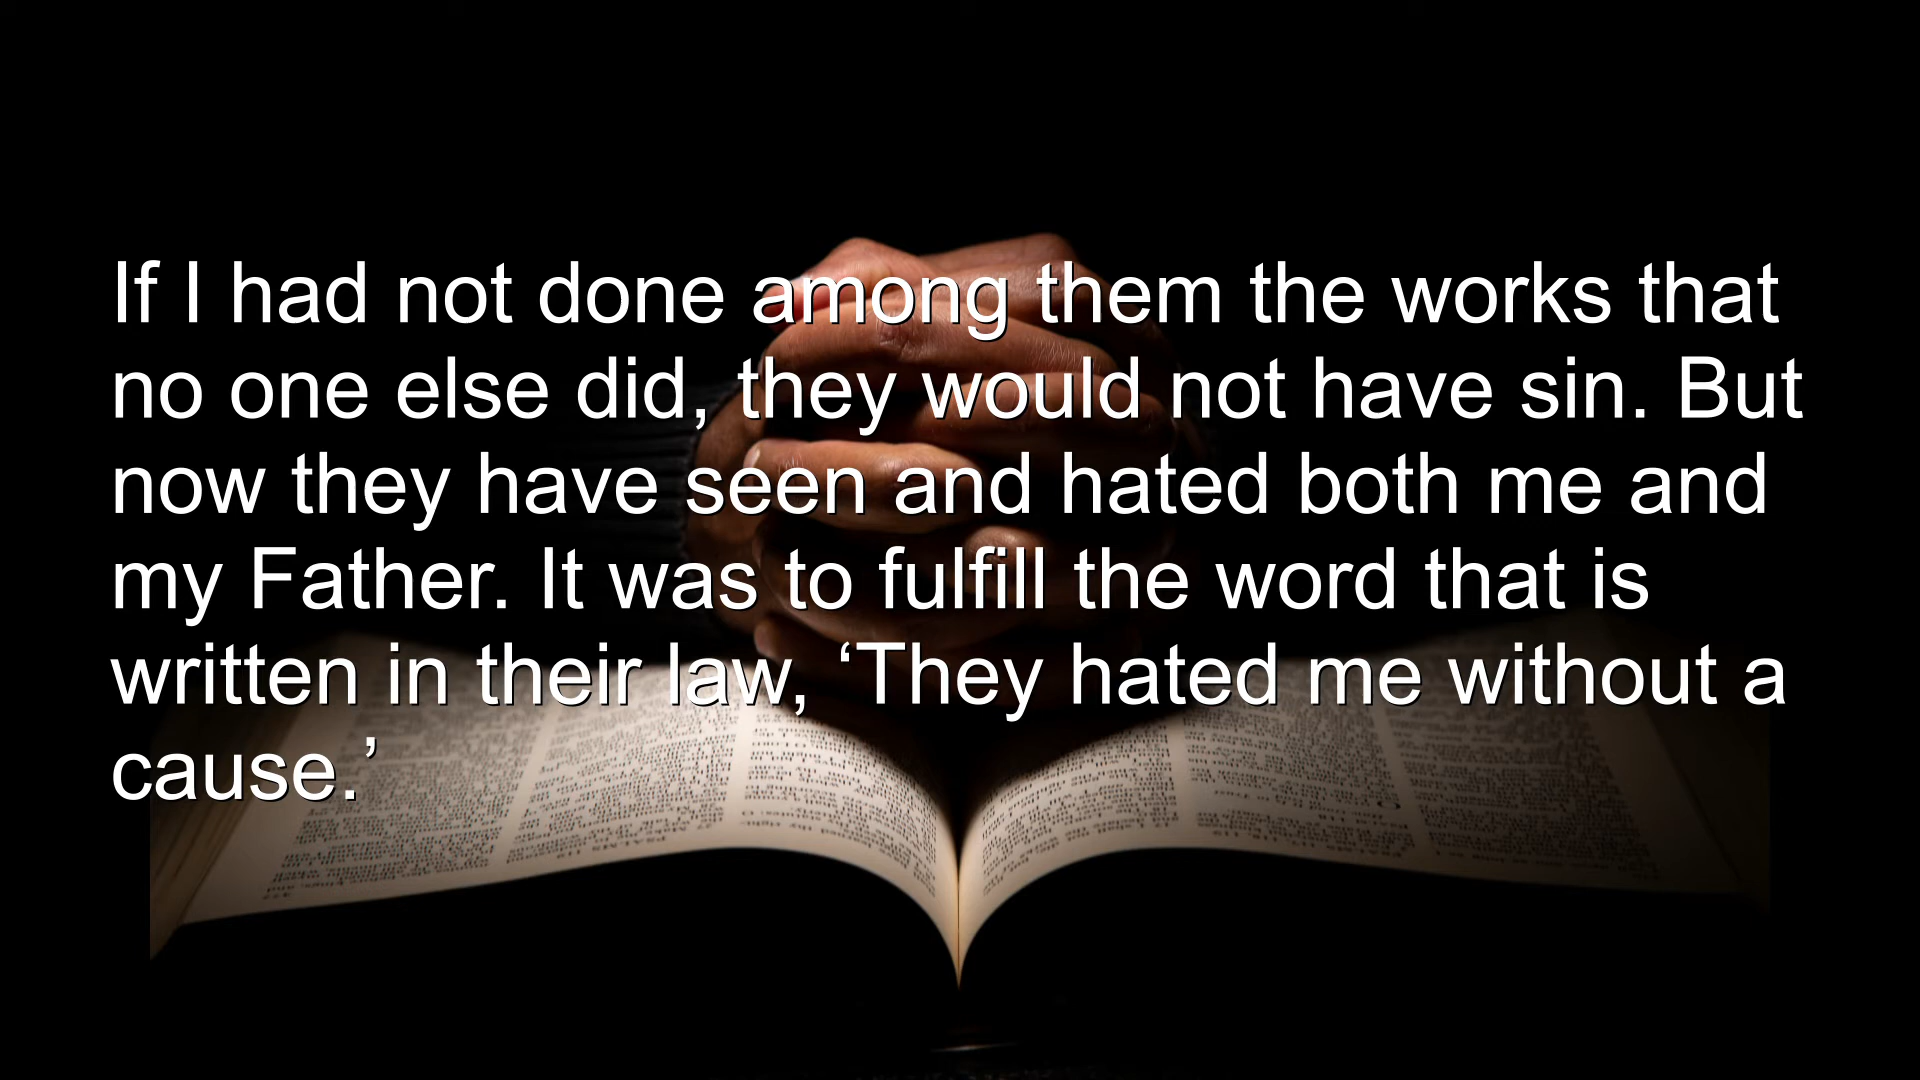 If I had not done among them the works that
no one else did, they would not have sin. But
now they have seen and hated both me and
my Father. It was to fulfill the word that is
written in their law, ‘They hated me without a
cause.’